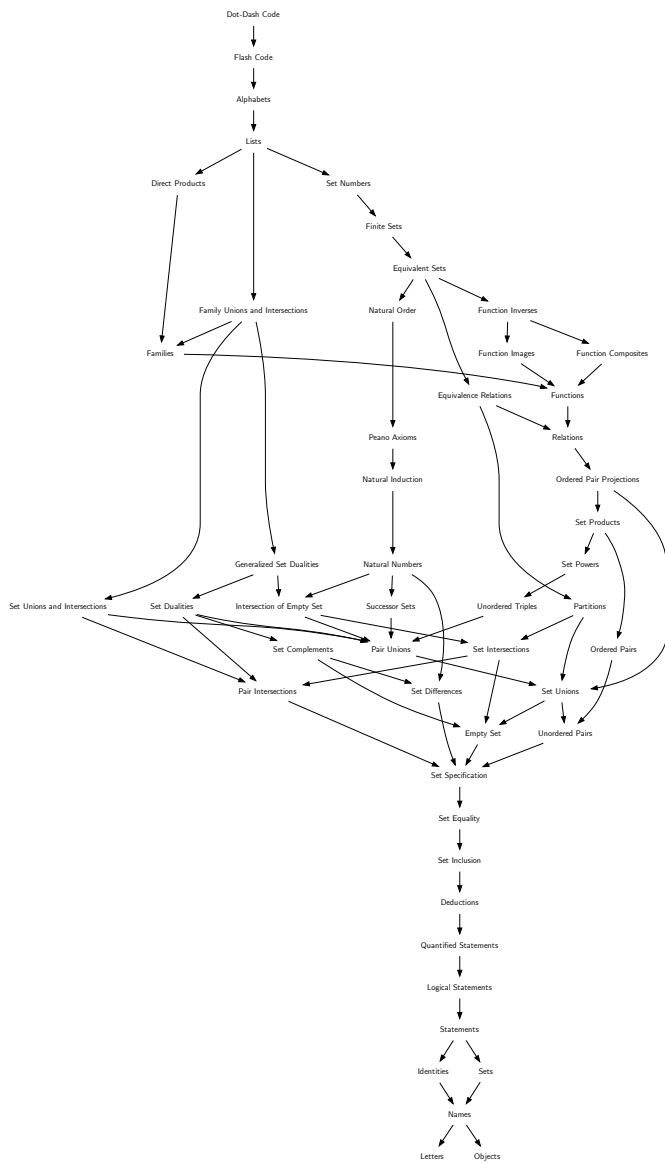 Dot-Dash Code
Flash Code
Alphabets
Lists
Direct Products
Set Numbers
Finite Sets
Equivalent Sets
Family Unions and Intersections
Natural Order
Function Inverses
Families
Function Images
Function Composites
Equivalence Relations
Functions
Peano Axioms
Relations
Natural Induction
Ordered Pair Projections
Set Products
Generalized Set Dualities
Natural Numbers
Set Powers
Set Unions and Intersections
Set Dualities
Intersection of Empty Set
Successor Sets
Unordered Triples
Partitions
Set Complements
Pair Unions
Set Intersections
Ordered Pairs
Pair Intersections
Set Differences
Set Unions
Empty Set
Unordered Pairs
Set Specification
Set Equality
Set Inclusion
Deductions
Quantified Statements
Logical Statements
Statements
Identities
Sets
Names
Letters
Objects